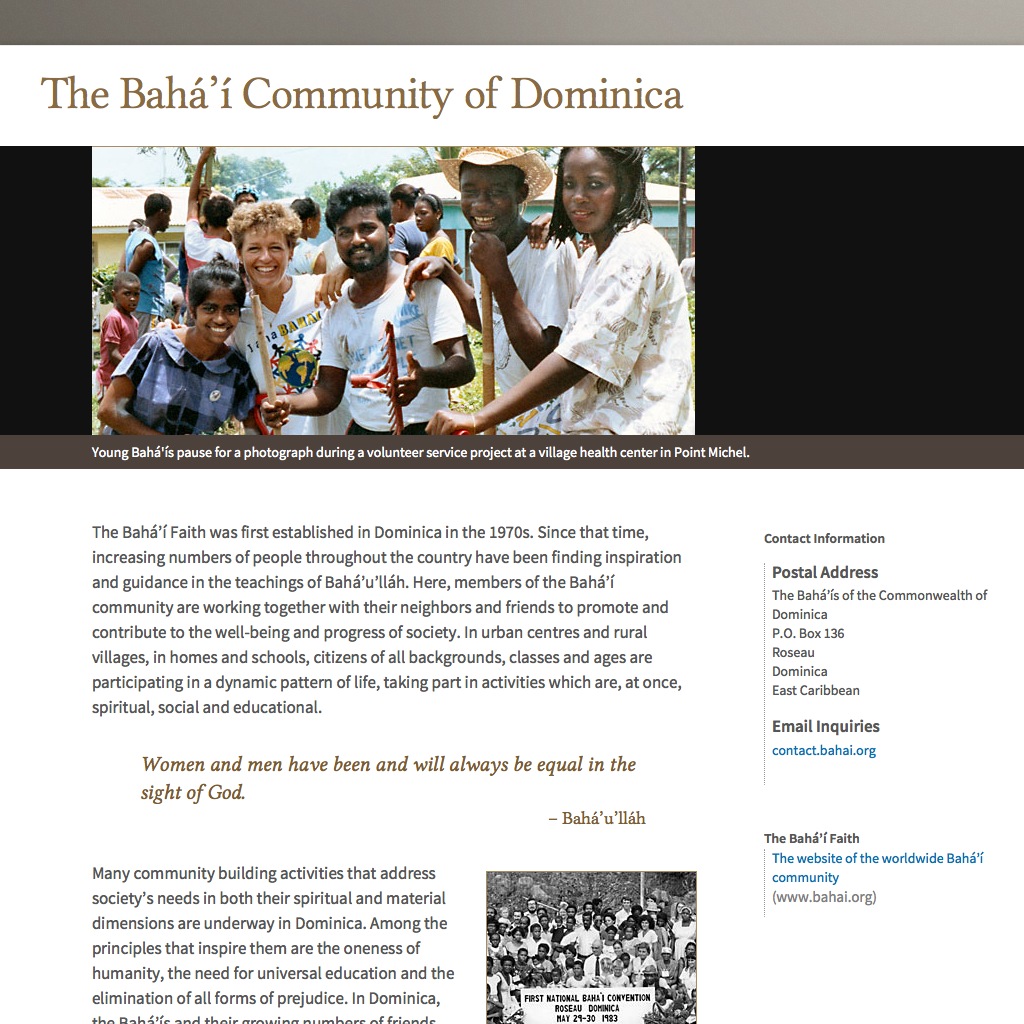 The Bahá’í Community of Dominica
BAHA
Young Bahá'ís pause for a photograph during a volunteer service project at a village health center in Point Michel.
The Bahá’í Faith was first established in Dominica in the 1970s. Since that time,
increasing numbers of people throughout the country have been finding inspiration
and guidance in the teachings of Bahá’u’lláh. Here, members of the Bahá’í
community are working together with their neighbors and friends to promote and
contribute to the well-being and progress of society. In urban centres and rural
villages, in homes and schools, citizens of all backgrounds, classes and ages are
participating in a dynamic pattern of life, taking part in activities which are, at once,
spiritual, social and educational.
Women and men have been and will always be equal in the
sight of God.
– Bahá’u’lláh
Many community building activities that address
society’s needs in both their spiritual and material
dimensions are underway in Dominica. Among the
principles that inspire them are the oneness of
humanity, the need for universal education and the
elimination of all forms of prejudice. In Dominica,
the Bahá’ís and their growing numbers of friends
FIRST NATIONAL BAHA'I CONVENTION
ROSEAU DOMINICA
MAY 29-30 1983
Contact Information
Postal Address
The Bahá’ís of the Commonwealth of
Dominica
P.O. Box 136
Roseau
Dominica
East Caribbean
Email Inquiries
contact.bahai.org
The Bahá’í Faith
The website of the worldwide Bahá’í
community
(www.bahai.org)